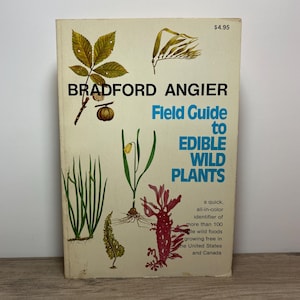 $4.95
BRADFORD ANGIER
Field Guide
to
EDIBLE
WILD
PLANTS
a quick,
all-in-color
identifier of
more than 100
wild foods
growing free in
United States
and Canada